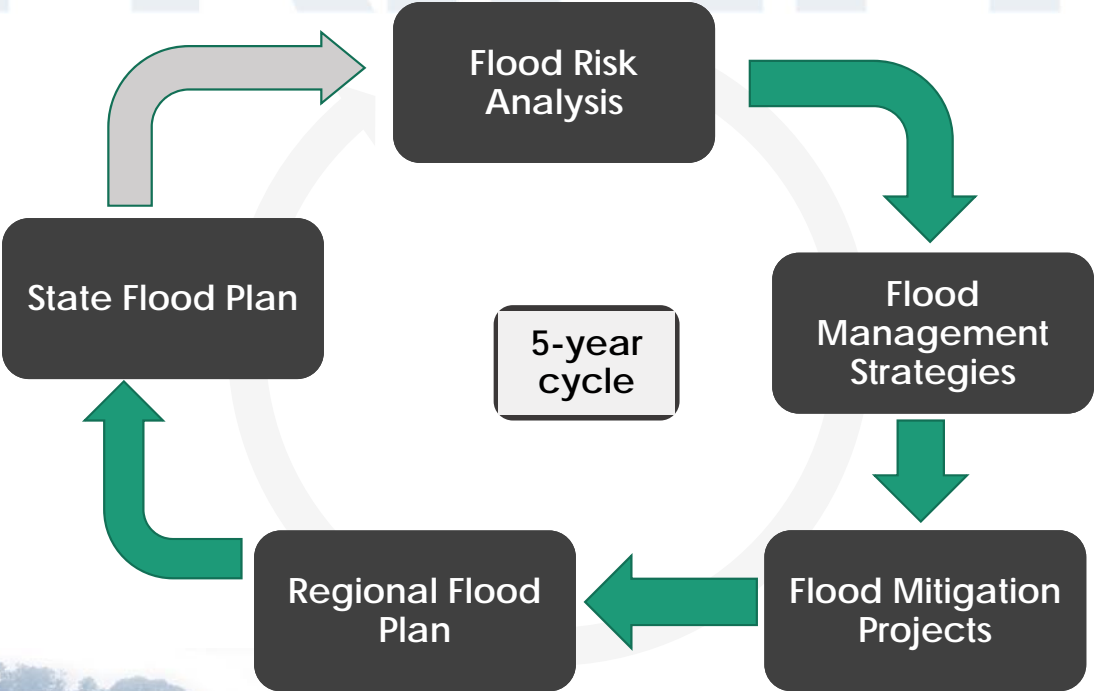 Flood Risk
Analysis
State Flood Plan
Flood
Management
Strategies
5-year
cycle
Regional Flood
Plan
Flood Mitigation
Projects